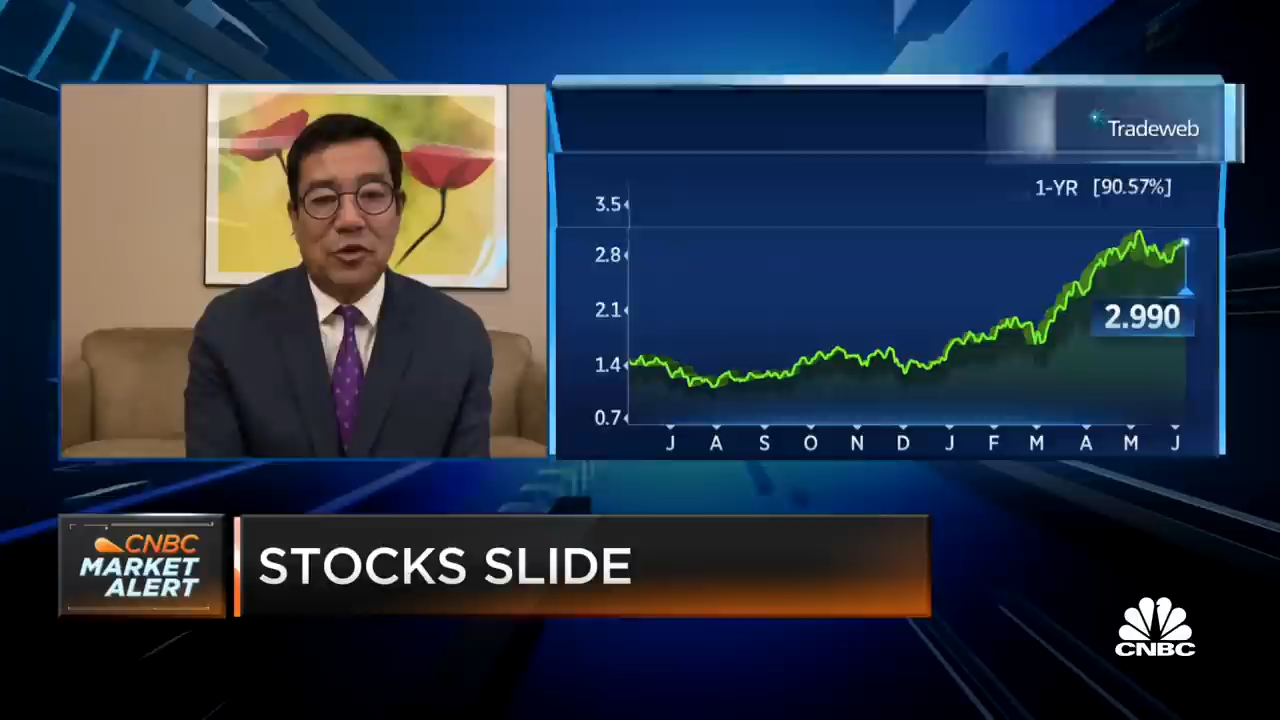 Tradeweb
1-YR [90.57%]
3.5
2.8
2.1
1.4
0.7
2.990
J A S O N D J F M A M J
CNBC
MARKET
ALERT
STOCKS SLIDE
CNBC